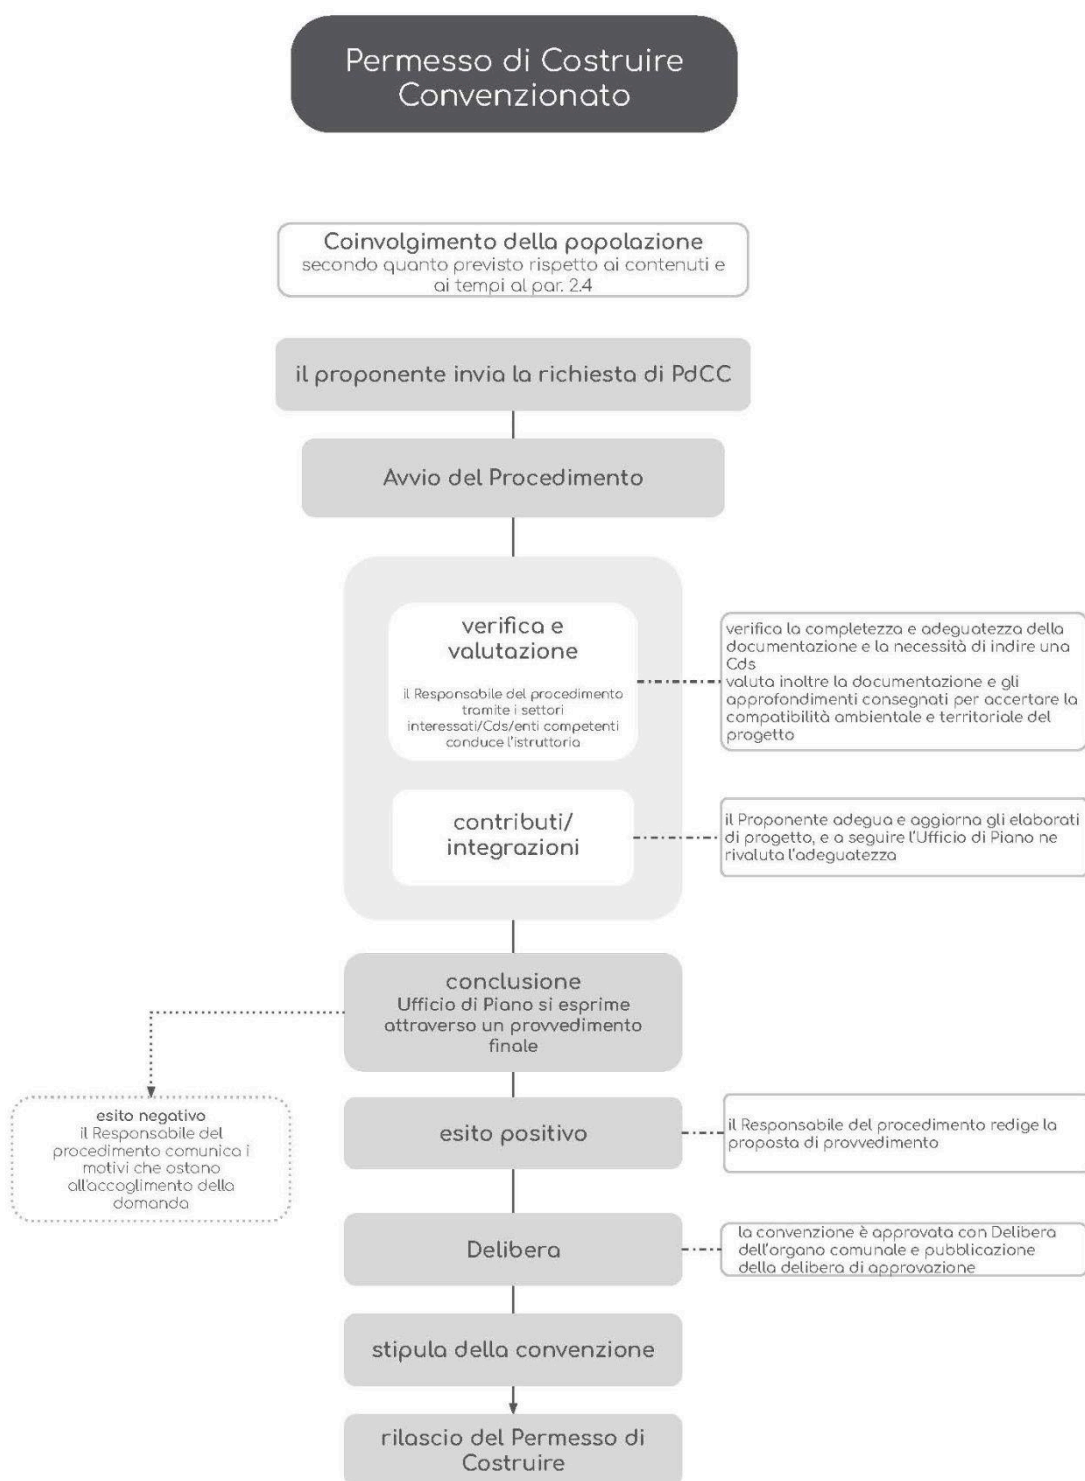 Permesso di Costruire
Convenzionato
Coinvolgimento della popolazione
secondo quanto previsto rispetto ai contenuti e
ai tempi al par. 2.4
il proponente invia la richiesta di PdCC
Avvio del Procedimento
verifica e
valutazione
il Responsabile del procedimento
tramite i settori
interessati/Cds/enti competenti
conduce l'istruttoria
verifica la completezza e adeguatezza della
documentazione e la necessità di indire una
Cds
valuta inoltre la documentazione e gli
approfondimenti consegnati per accertare la
compatibilità ambientale e territoriale del
progetto
contributi/
integrazioni
il Proponente adegua e aggiorna gli elaborati
di progetto, e a seguire l'Ufficio di Piano ne
rivaluta l'adeguatezza
conclusione
Ufficio di Piano si esprime
attraverso un provvedimento
finale
esito negativo
il Responsabile del
procedimento comunica i
motivi che ostano
all'accoglimento della
domanda
esito positivo
il Responsabile del procedimento redige la
proposta di provvedimento
Delibera
la convenzione è approvata con Delibera
dell'organo comunale e pubblicazione
della delibera di approvazione
stipula della convenzione
rilascio del Permesso di
Costruire